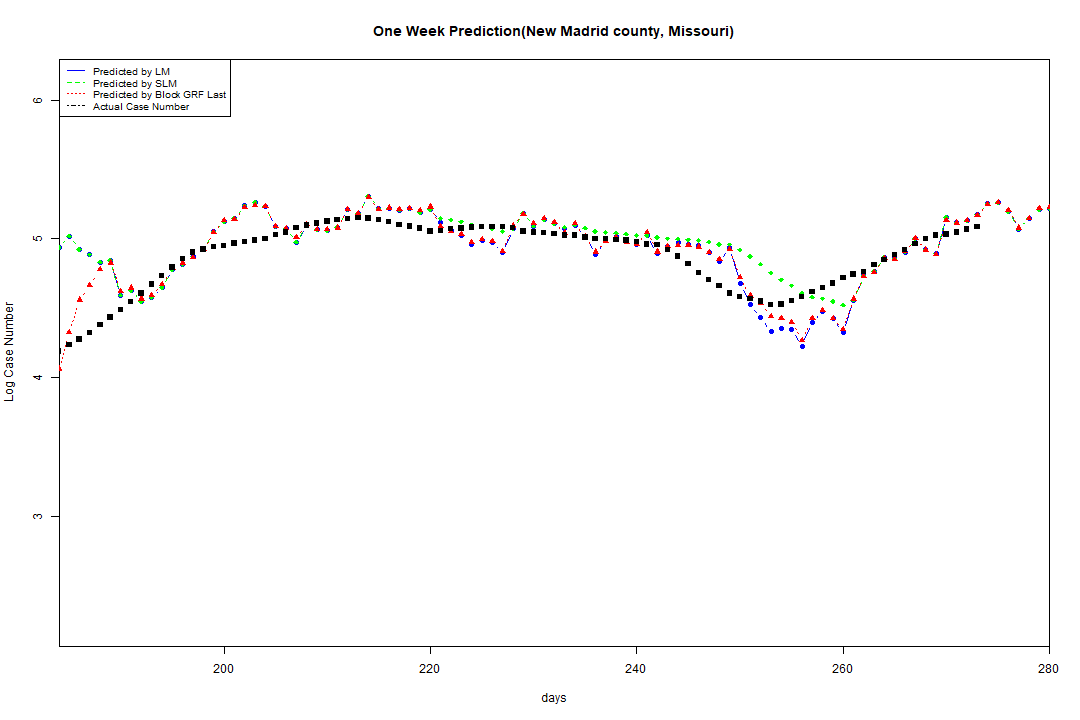 One Week Prediction(New Madrid county, Missouri)
Predicted by LM
Predicted by SLM
Predicted by Block GRF Last
Actual Case Number
6
5
4
3
Log Case Number
200 220 240 260 280
days